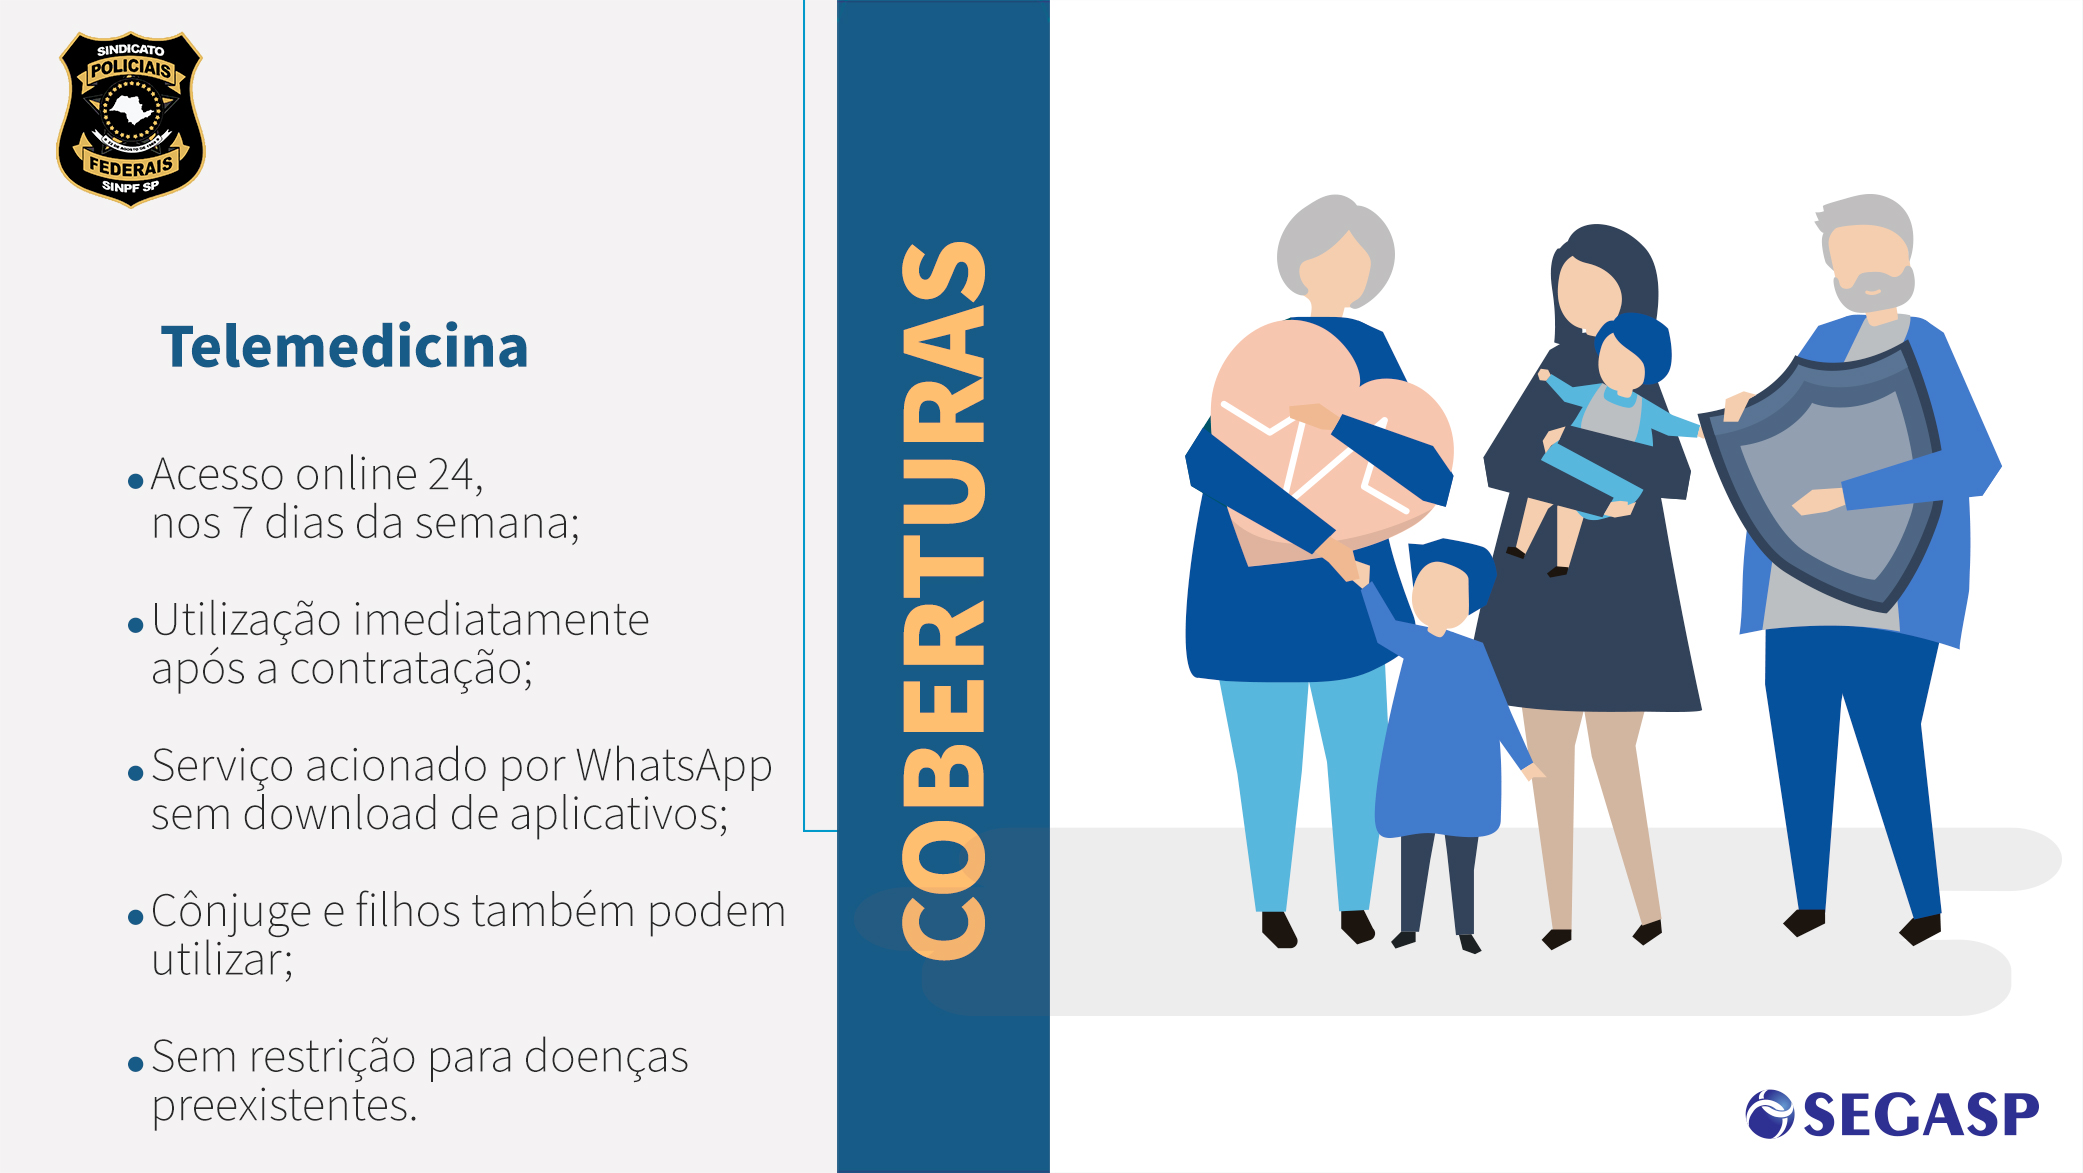 SINDICATO
POLICIAIS
FEDERAIS
SINPF SP
Telemedicina
Acesso online 24,
nos 7 dias da semana;
Utilização imediatamente
após a contratação;
Serviço acionado por WhatsApp
sem download de aplicativos;
Cônjuge e filhos também podem
utilizar;
Sem restrição para doenças
preexistentes.
COBERTURAS
SEGASP